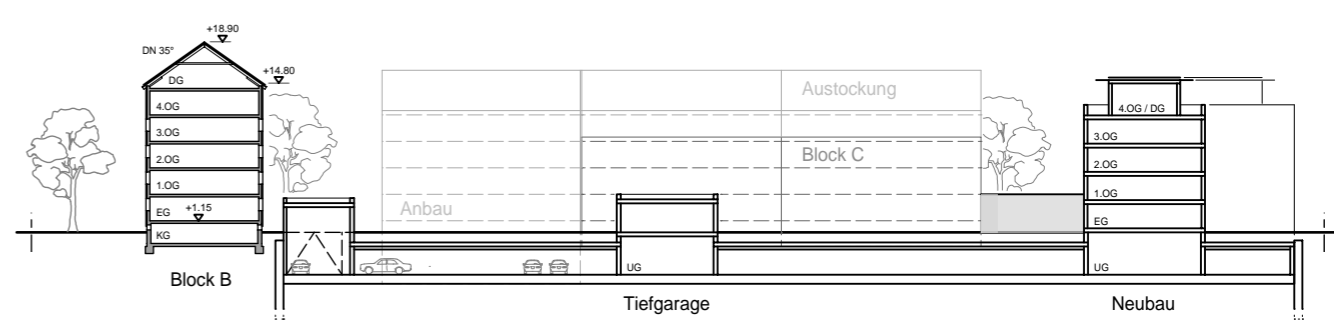 +18.90
DN 35°
+14.80
DG
4.OG
3.OG
2.OG
1.OG
EG +1.15
KG
Block B
Austockung
Block C
Anbau
UG
Tiefgarage
4.OG / DG
3.OG
2.OG
1.OG
EG
UG
Neubau